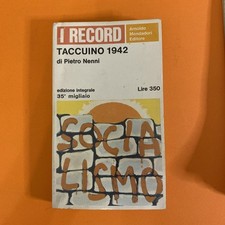 I RECORD
Arnoldo
Mondadori
Editore
TACCUINO 1942
di Pietro Nenni
edizione integrale
35° migliaio
Lire 350
SOCIA
LISMO